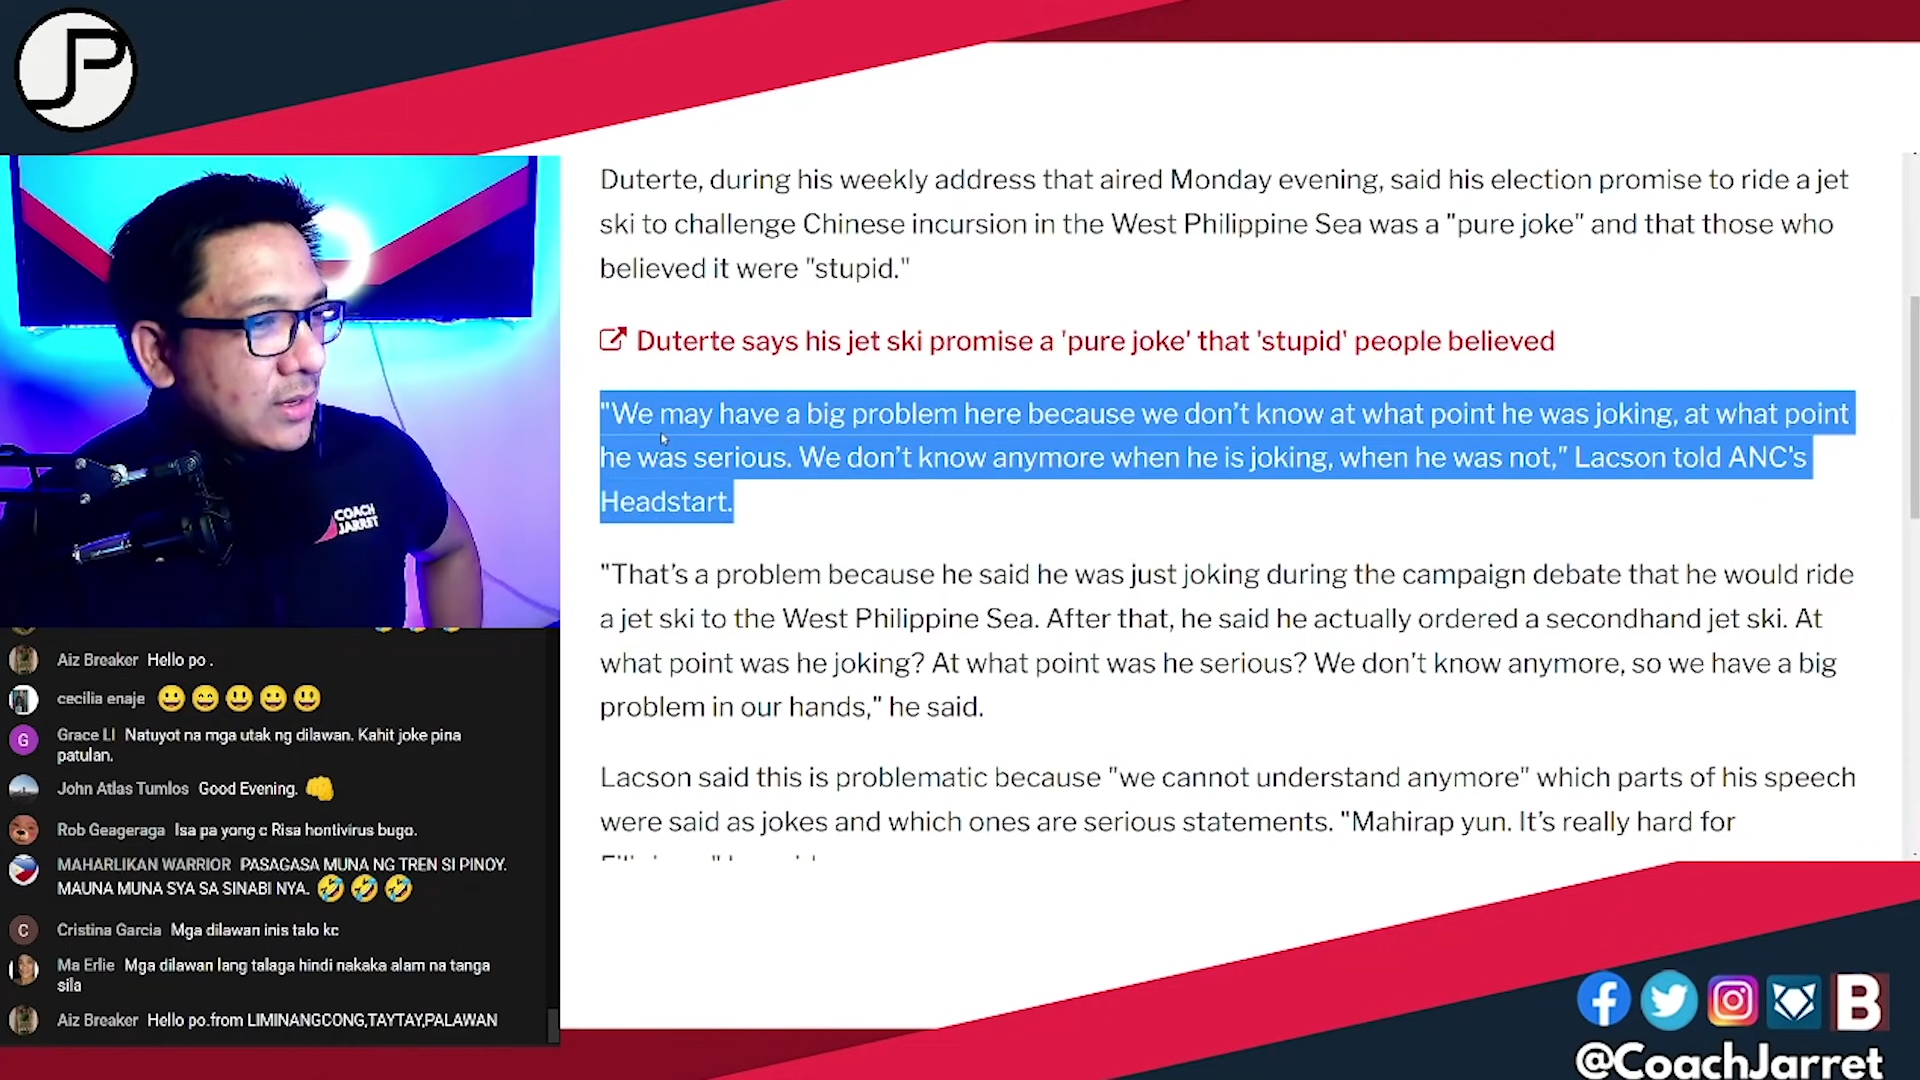 JP
Duterte, during his weekly address that aired Monday evening, said his election promise to ride a jet
ski to challenge Chinese incursion in the West Philippine Sea was a "pure joke" and that those who
believed it were "stupid."
Duterte says his jet ski promise a 'pure joke' that 'stupid' people believed
"We may have a big problem here because we don't know at what point he was joking, at what point
he was serious. We don't know anymore when he is joking, when he was not," Lacson told ANC's
Headstart.
"That's a problem because he said he was just joking during the campaign debate that he would ride
a jet ski to the West Philippine Sea. After that, he said he actually ordered a secondhand jet ski. At
what point was he joking? At what point was he serious? We don't know anymore, so we have a big
problem in our hands," he said.
Lacson said this is problematic because "we cannot understand anymore" which parts of his speech
were said as jokes and which ones are serious statements. "Mahirap yun. It's really hard for
COACH
JARRET
Aiz Breaker Hello po .
cecilia enaje 😀 😄 😃 😀 😃
G Grace LI Natuyot na mga utak ng dilawan. Kahit joke pina
patulan.
John Atlas Tumlos Good Evening. 👊
Rob Geageraga Isa pa yong c Risa hontivirus bugo.
MAHARLIKAN WARRIOR PASAGASA MUNA NG TREN SI PINOY.
MAUNA MUNA SYA SA SINABI NYA. 🤣 🤣 🤣
C Cristina Garcia Mga dilawan inis talo kc
Ma Erlie Mga dilawan lang talaga hindi nakaka alam na tanga
sila
Aiz Breaker Hello po.from LIMINANGCONG,TAYTAY,PALAWAN
B
@CoachJarret